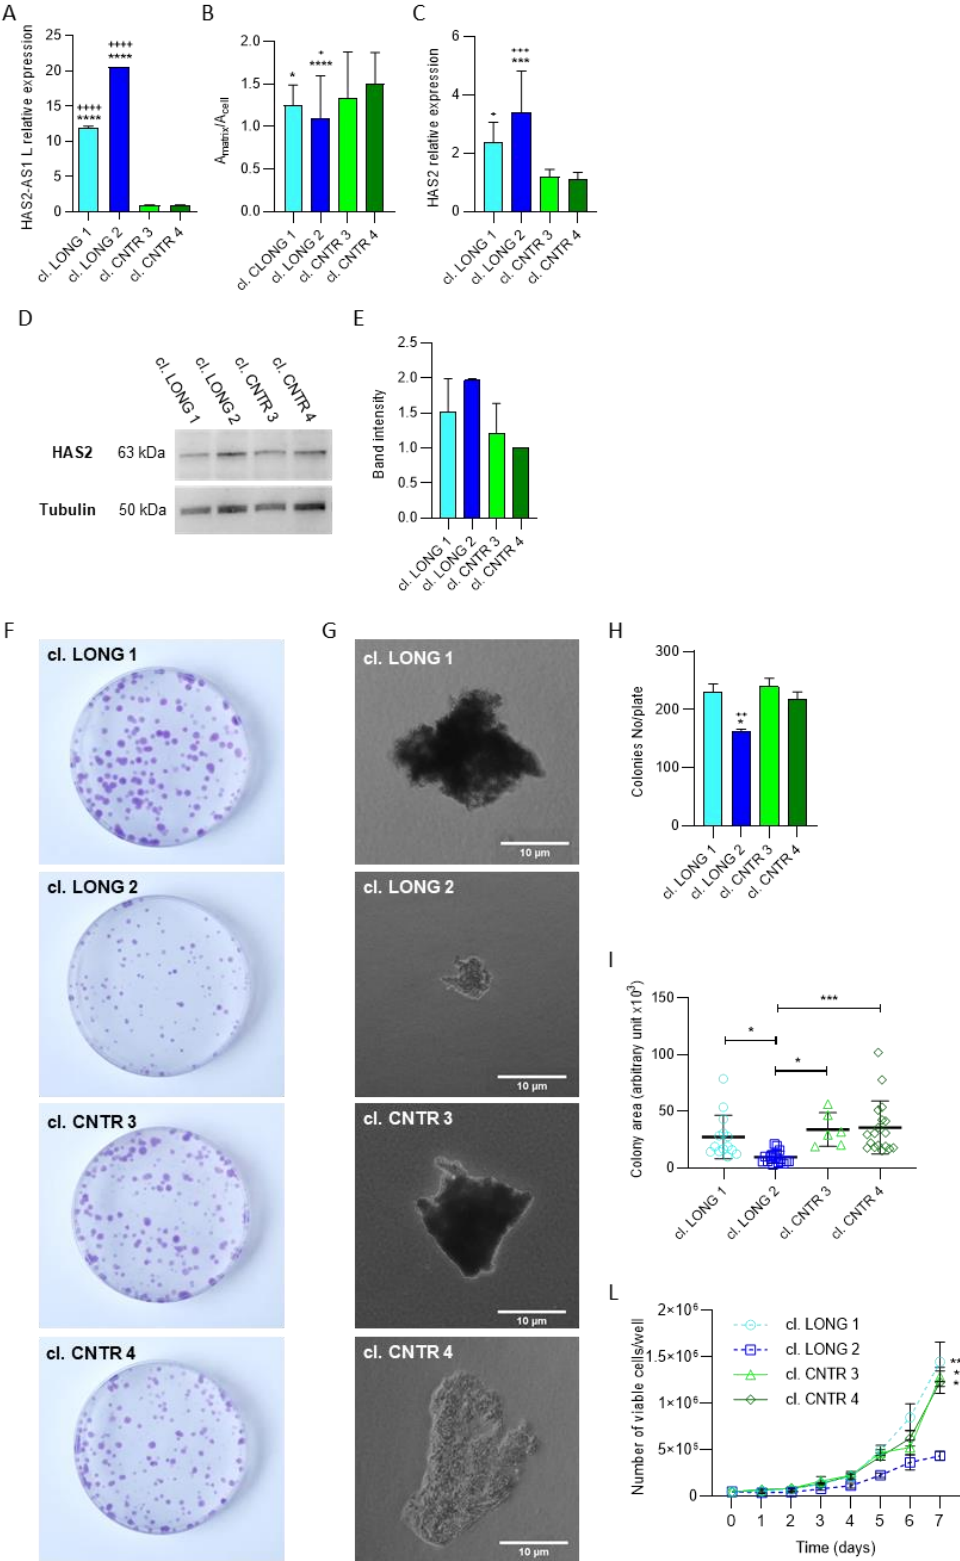 A
HAS2-AS1 L relative expression
25
20
15
10
5
0
++++
****
++++
****
cl. LONG 1
cl. LONG 2
cl. CNTR 3
cl. CNTR 4
B
Amatrix/Acell
2.0
1.5
1.0
0.5
0.0
*
+
****
cl. CLONG 1
cl. LONG 2
cl. CNTR 3
cl. CNTR 4
C
HAS2 relative expression
6
4
2
0
+++
***
cl. LONG 1
cl. LONG 2
cl. CNTR 3
cl. CNTR 4
D
cl. LONG 1
cl. LONG 2
cl. CNTR 3
cl. CNTR 4
HAS2 63 kDa
Tubulin 50 kDa
E
Band intensity
2.5
2.0
1.5
1.0
0.5
0.0
cl. LONG 1
cl. LONG 2
cl. CNTR 3
cl. CNTR 4
F
cl. LONG 1
cl. LONG 2
cl. CNTR 3
cl. CNTR 4
G
cl. LONG 1
10 µm
cl. LONG 2
10 µm
cl. CNTR 3
10 µm
cl. CNTR 4
10 µm
H
Colonies No/plate
300
200
100
0
++
*
cl. LONG 1
cl. LONG 2
cl. CNTR 3
cl. CNTR 4
I
Colony area (arbitrary unit x10³)
150
100
50
0
***
*
*
cl. LONG 1
cl. LONG 2
cl. CNTR 3
cl. CNTR 4
L
Number of viable cells/well
2×10⁶
1.5×10⁶
1×10⁶
5×10⁵
0
cl. LONG 1
cl. LONG 2
cl. CNTR 3
cl. CNTR 4
0 1 2 3 4 5 6 7
Time (days)